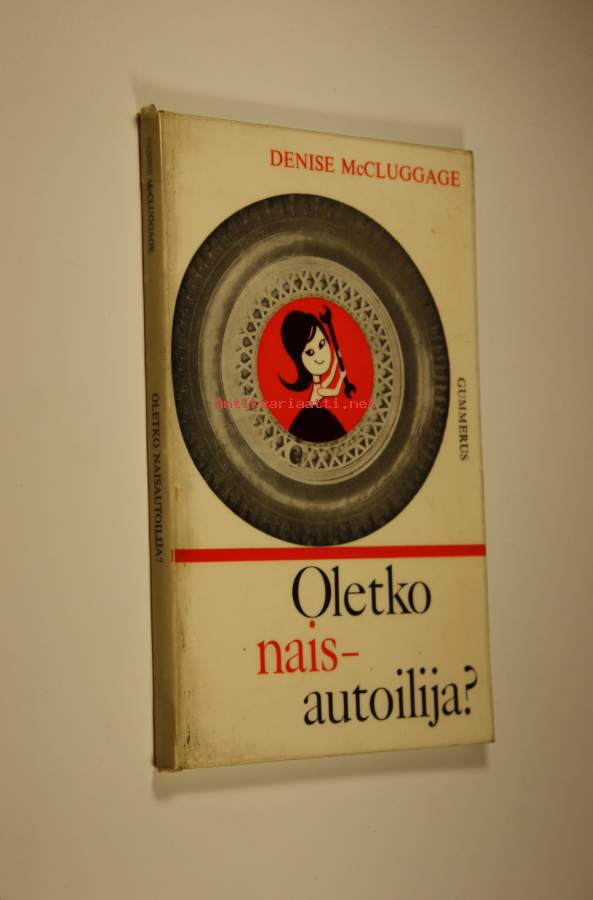 DENISE McCLUGGAGE
GUMMERUS
Oletko
nais-
autoilija?
DENISE McCLUGGAGE
OLETKO NAISAUTOILIJA?
antikvariaatti.net